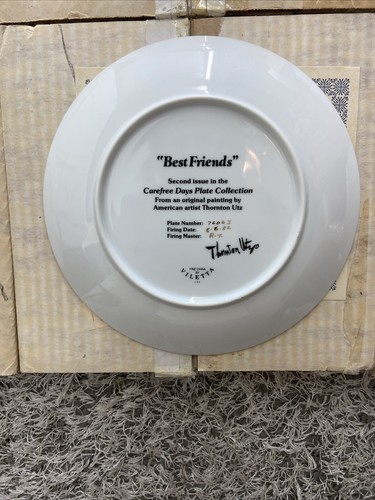 "Best Friends"
Second issue in the
Carefree Days Plate Collection
From an original painting by
American artist Thornton Utz
Plate Number:
Firing Date:
Firing Master:
Thornton Utz
VILETTA